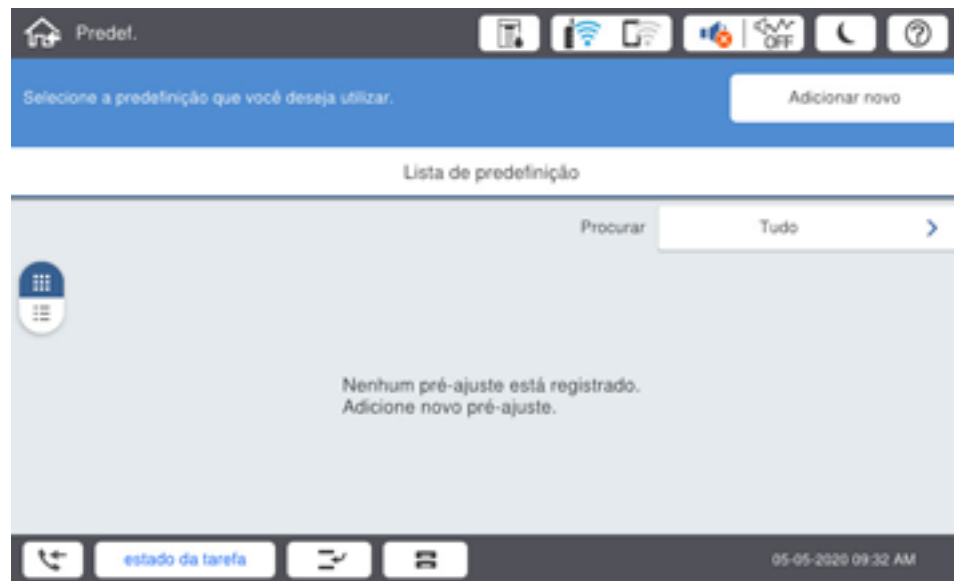 Predef.
OFF
Selecione a predefinição que você deseja utilizar.
Adicionar novo
Lista de predefinição
Procurar
Tudo
Nenhum pré-ajuste está registrado.
Adicione novo pré-ajuste.
estado da tarefa
05-05-2020 09:32 AM